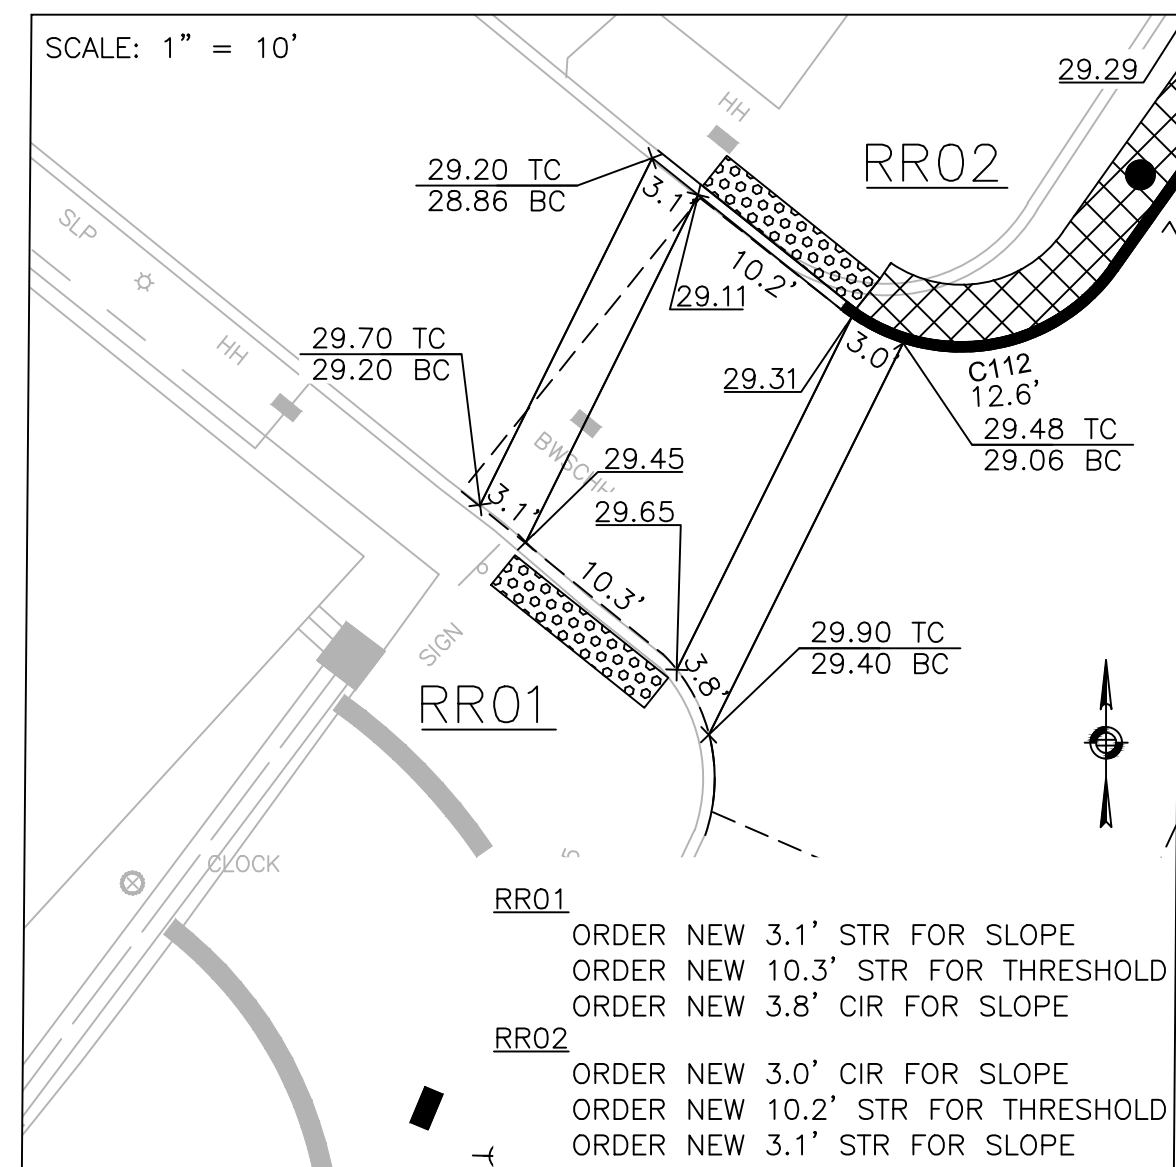 SCALE: 1” = 10’
29.29
HH
RR02
29.20 TC
28.86 BC
3.1’
SLP
10.2’
29.11
HH
29.70 TC
29.20 BC
3.0’
29.31
C112
12.6’
29.48 TC
29.06 BC
29.45
3.1’
29.65
10.3’
SIGN
3.8’
29.90 TC
29.40 BC
RR01
CLOCK
RR01
ORDER NEW 3.1’ STR FOR SLOPE
ORDER NEW 10.3’ STR FOR THRESHOLD
ORDER NEW 3.8’ CIR FOR SLOPE
RR02
ORDER NEW 3.0’ CIR FOR SLOPE
ORDER NEW 10.2’ STR FOR THRESHOLD
ORDER NEW 3.1’ STR FOR SLOPE